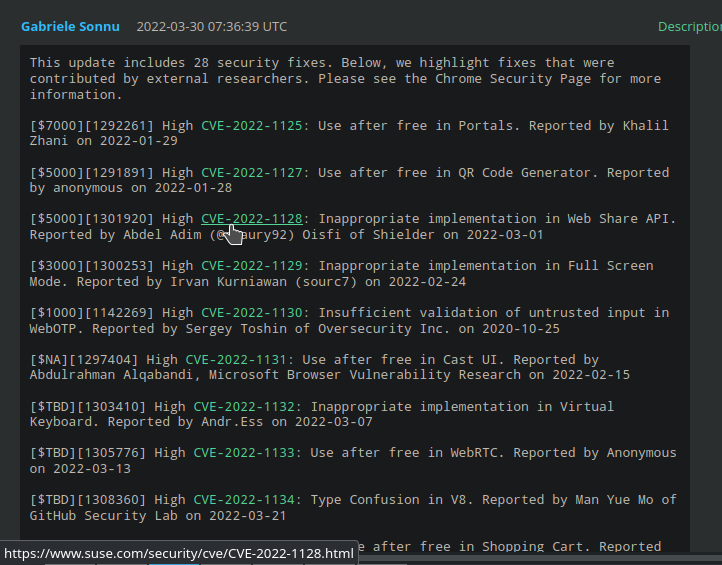 Gabriele Sonnu 2022-03-30 07:36:39 UTC Description
This update includes 28 security fixes. Below, we highlight fixes that were
contributed by external researchers. Please see the Chrome Security Page for more
information.
[$7000][1292261] High CVE-2022-1125: Use after free in Portals. Reported by Khalil
Zhani on 2022-01-29
[$5000][1291891] High CVE-2022-1127: Use after free in QR Code Generator. Reported
by anonymous on 2022-01-28
[$5000][1301920] High CVE-2022-1128: Inappropriate implementation in Web Share API.
Reported by Abdel Adim (@ aury92) Oisfi of Shielder on 2022-03-01
[$3000][1300253] High CVE-2022-1129: Inappropriate implementation in Full Screen
Mode. Reported by Irvan Kurniawan (sourc7) on 2022-02-24
[$1000][1142269] High CVE-2022-1130: Insufficient validation of untrusted input in
WebOTP. Reported by Sergey Toshin of Oversecurity Inc. on 2020-10-25
[$NA][1297404] High CVE-2022-1131: Use after free in Cast UI. Reported by
Abdulrahman Alqabandi, Microsoft Browser Vulnerability Research on 2022-02-15
[$TBD][1303410] High CVE-2022-1132: Inappropriate implementation in Virtual
Keyboard. Reported by Andr.Ess on 2022-03-07
[$TBD][1305776] High CVE-2022-1133: Use after free in WebRTC. Reported by Anonymous
on 2022-03-13
[$TBD][1308360] High CVE-2022-1134: Type Confusion in V8. Reported by Man Yue Mo of
GitHub Security Lab on 2022-03-21
e after free in Shopping Cart. Reported
https://www.suse.com/security/cve/CVE-2022-1128.html